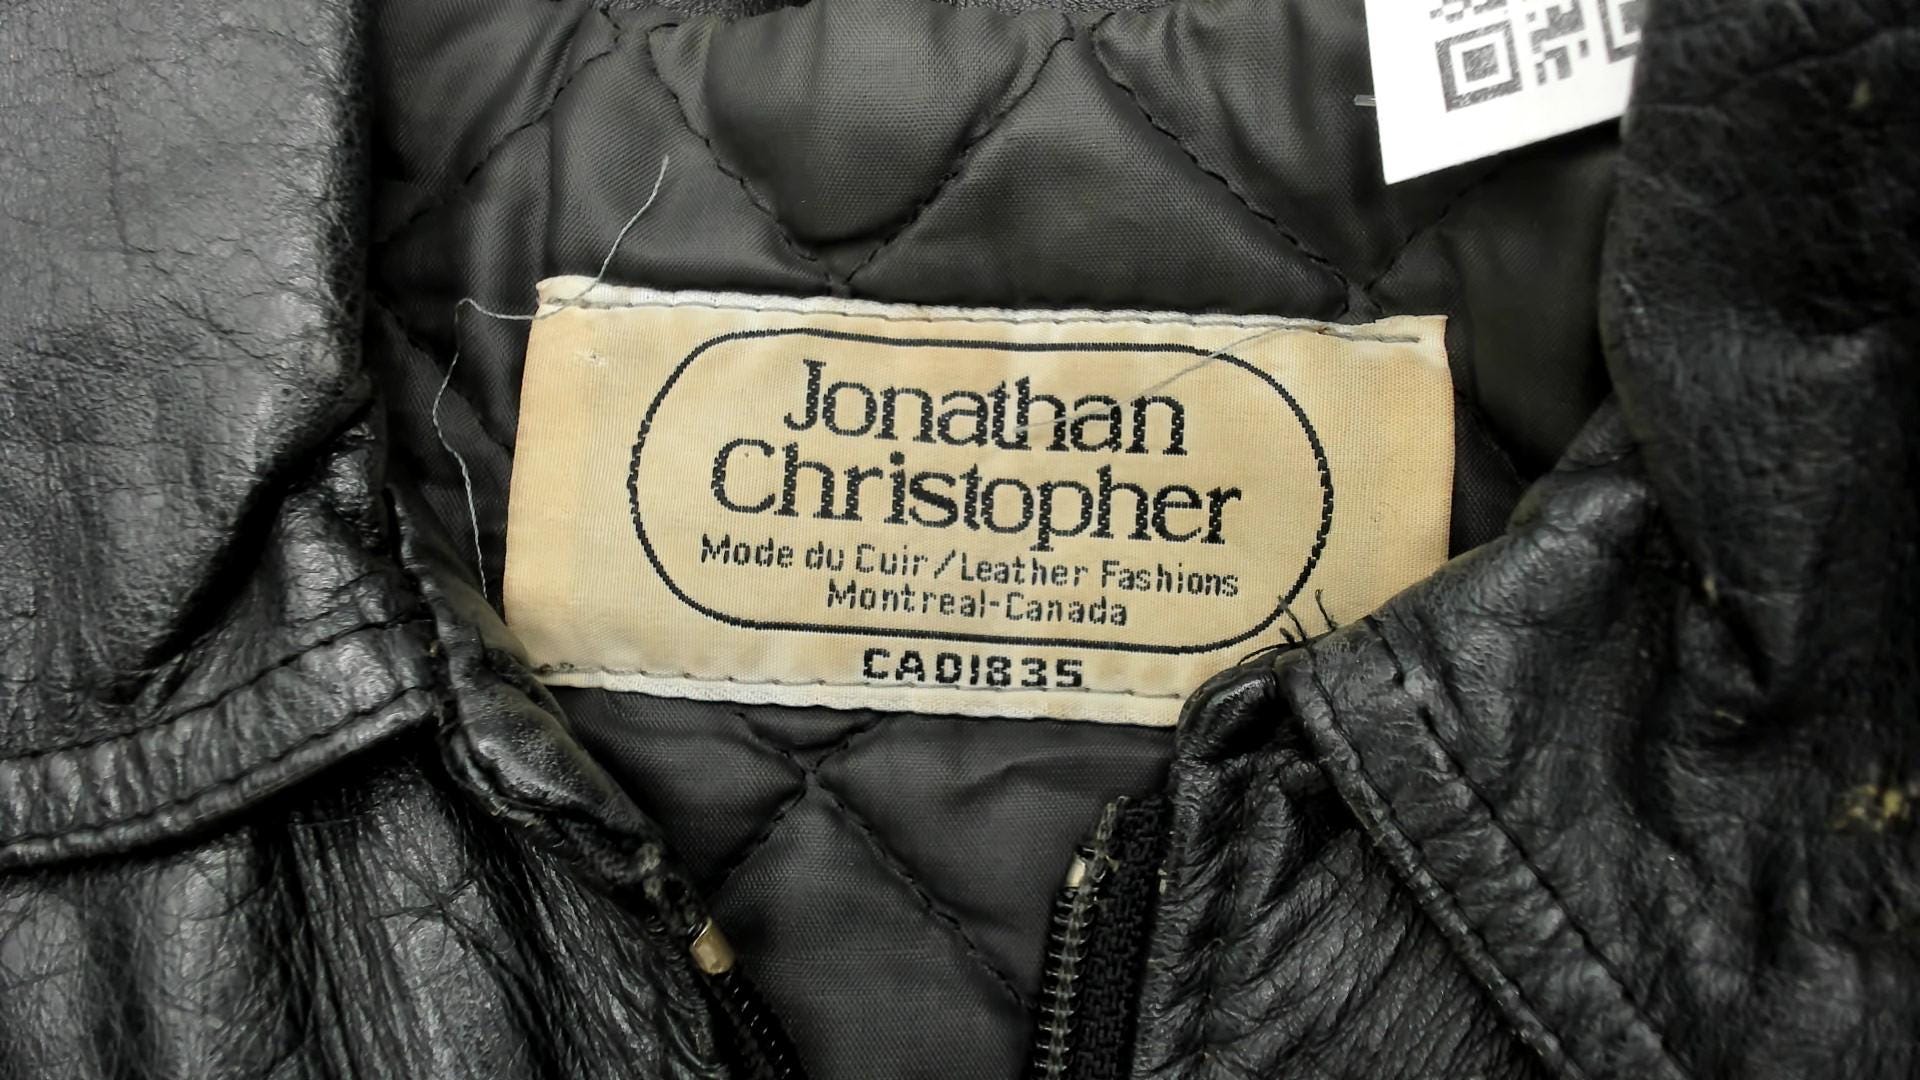 Jonathan
Christopher
Mode du Cuir/Leather Fashions
Montreal-Canada
CA01835